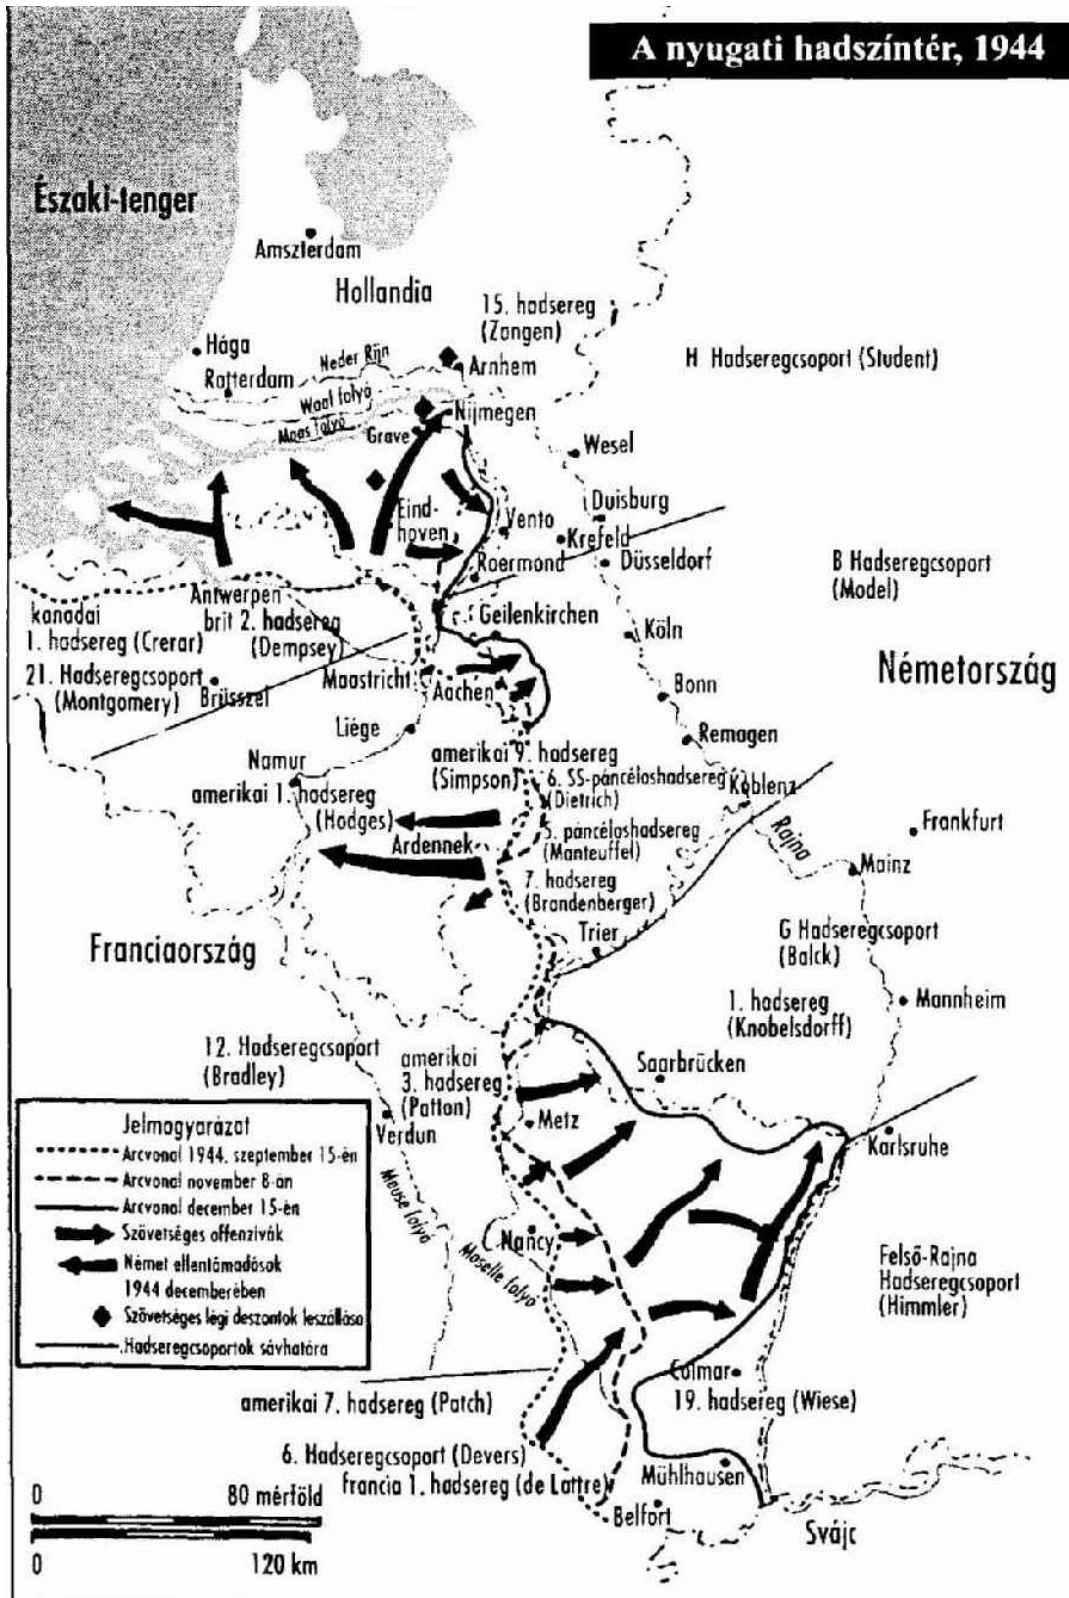 A nyugati hadszíntér, 1944
Északi-tenger
Amszterdam
Hollandia
15. hadsereg
(Zangen)
Hága
Rotterdam
Neder Rijn
Arnhem
H Hadseregcsoport (Student)
Waal folyó
Maas folyó
Nijmegen
Grave
Wesel
Eind-
hoven
Duisburg
Vento
Krefeld
Roermond
Düsseldorf
B Hadseregcsoport
(Model)
Antwerpen
kanadai
1. hadsereg (Crerar)
brit 2. hadsereg
(Dempsey)
Geilenkirchen
Köln
21. Hadseregcsoport
(Montgomery)
Brüsszel
Maastricht
Aachen
Németország
Bonn
Liége
Remagen
Namur
amerikai 9. hadsereg
(Simpson)
6. SS-páncéloshadsereg
(Dietrich)
Koblenz
amerikai 1. hadsereg
(Hodges)
Ardennek
5. páncéloshadsereg
(Manteuffel)
Rajna
Frankfurt
Mainz
7. hadsereg
(Brandenberger)
Trier
Franciaország
G Hadseregcsoport
(Balck)
1. hadsereg
(Knobelsdorff)
Mannheim
12. Hadseregcsoport
(Bradley)
amerikai
3. hadsereg
(Patton)
Saarbrücken
Metz
Verdun
Karlsruhe
Jelmagyarázat
Arcvonal 1944. szeptember 15-én
Arcvonal november 8-án
Arcvonal december 15-én
Szövetséges offenzívák
Német ellentámadások
1944 decemberében
Szövetséges légi deszantok leszállása
Hadseregcsoportok sávhatára
Meuse folyó
Nancy
Moselle folyó
Felső-Rajna
Hadseregcsoport
(Himmler)
Colmar
19. hadsereg (Wiese)
amerikai 7. hadsereg (Patch)
6. Hadseregcsoport (Devers)
francia 1. hadsereg (de Lattre)
Mühlhausen
Belfort
Svájc
0 80 mérföld
0 120 km